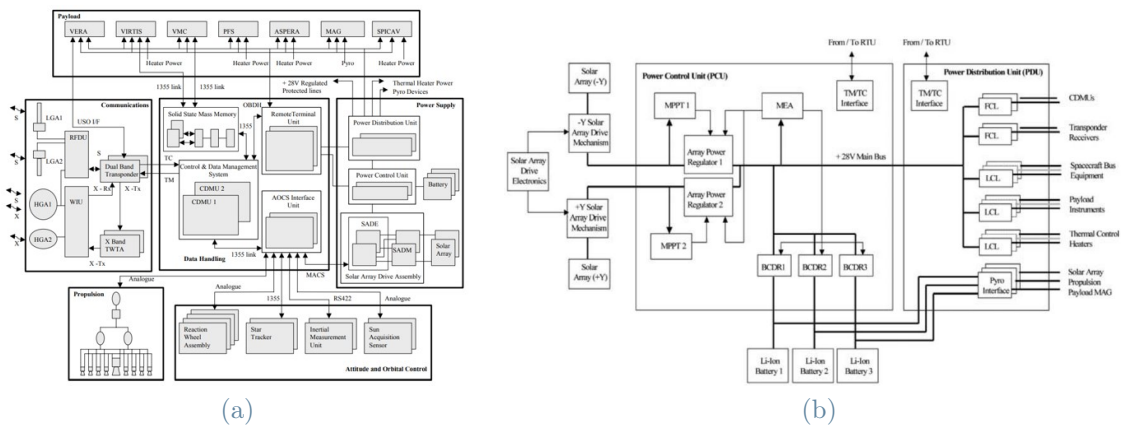 Payload
VERA
VIRTIS
VMC
PFS
ASPERA
MAG
SPICAV
Heater Power
Heater Power
Heater Power
Pyro
Heater Power
1355 link
1355 link
+ 28V Regulated
Protected lines
Thermal Heater Power
Pyro Devices
Communications
LGA1
USO I/F
RFDU
S
LGA2
S
S
Dual Band
Transponder
TC
TM
X - Rx
X -Tx
HGA1
WIU
S
X
HGA2
X
X Band
TWTA
X -Tx
OBDH
Solid State Mass Memory
1355
Remote Terminal
Unit
Control & Data Management
System
CDMU 2
CDMU 1
AOCS Interface
Unit
1355 link
Data Handling
MACS
Power Supply
Power Distribution Unit
Power Control Unit
Battery
SADE
SADM
Solar
Array
Solar Array Drive Assembly
Analogue
Propulsion
Analogue
1355
RS422
Analogue
Reaction
Wheel
Assembly
Star
Tracker
Inertial
Measurement
Unit
Sun
Acquisition
Sensor
Attitude and Orbital Control
(a)
From / To RTU
From / To RTU
Solar
Array (-Y)
Power Control Unit (PCU)
Power Distribution Unit (PDU)
MPPT 1
MEA
TM/TC
Interface
TM/TC
Interface
-Y Solar
Array Drive
Mechanism
Array Power
Regulator 1
Solar Array Drive
Electronics
+28V Main Bus
Array Power
Regulator 2
+Y Solar
Array Drive
Mechanism
MPPT 2
Solar
Array (+Y)
BCDR1
BCDR2
BCDR3
FCL
CDMUs
FCL
Transponder
Receivers
LCL
Spacecraft Bus
Equipment
LCL
Payload
Instruments
LCL
Thermal Control
Heaters
Pyro
Interface
Solar Array
Propulsion
Payload MAG
Li-Ion
Battery 1
Li-Ion
Battery 2
Li-Ion
Battery 3
(b)